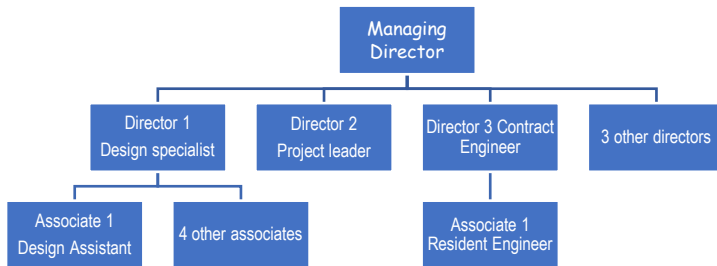 Managing
Director
Director 1
Design specialist
Director 2
Project leader
Director 3 Contract
Engineer
3 other directors
Associate 1
Design Assistant
4 other associates
Associate 1
Resident Engineer